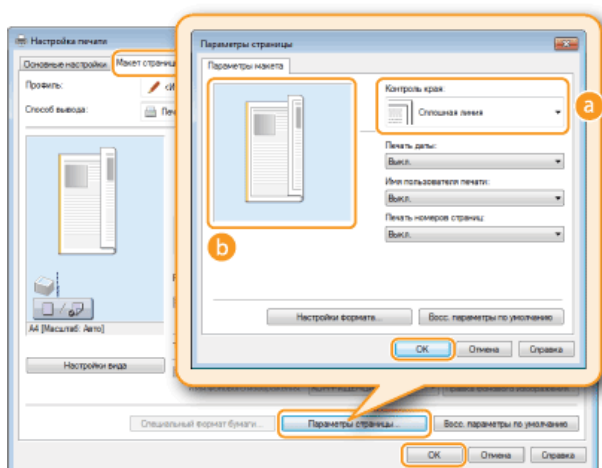 Настройка печати
Основные настройки
Макет страницы
Профиль:
Способ вывода:
A4 [Масштаб: Авто]
Настройки вида
Специальный формат бумаги...
Параметры страницы...
Восс. параметры по умолчанию
OK
Отмена
Справка
Параметры страницы
Параметры макета
Контроль края:
Сплошная линия
a
Печать даты:
Выкл.
Имя пользователя печати:
Выкл.
Печать номеров страниц:
Выкл.
b
Настройки формата...
Восс. параметры по умолчанию
OK
Отмена
Справка